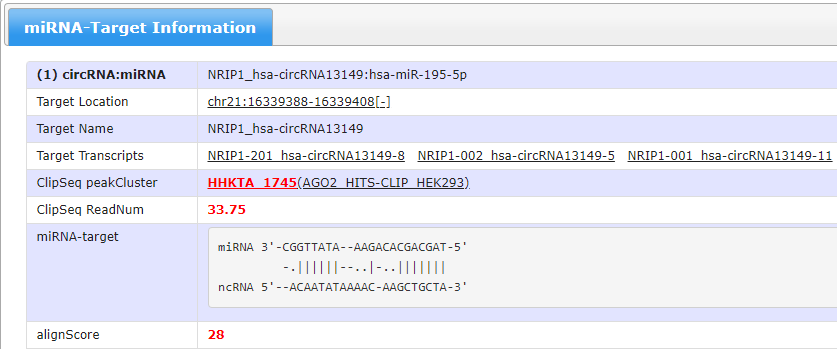 miRNA-Target Information
(1) circRNA:miRNA NRIP1_hsa-circRNA13149:hsa-miR-195-5p
Target Location chr21:16339388-16339408[-]
Target Name NRIP1_hsa-circRNA13149
Target Transcripts NRIP1-201_hsa-circRNA13149-8 NRIP1-002_hsa-circRNA13149-5 NRIP1-001_hsa-circRNA13149-11
ClipSeq peakCluster HHKTA_1745(AGO2_HITS-CLIP_HEK293)
ClipSeq ReadNum 33.75
miRNA-target miRNA 3'-CGGTTATA--AAGACACGACGAT-5'
-.||||||--..|-..|||||||
ncRNA 5'--ACAATATAAAAC-AAGCTGCTA-3'
alignScore 28